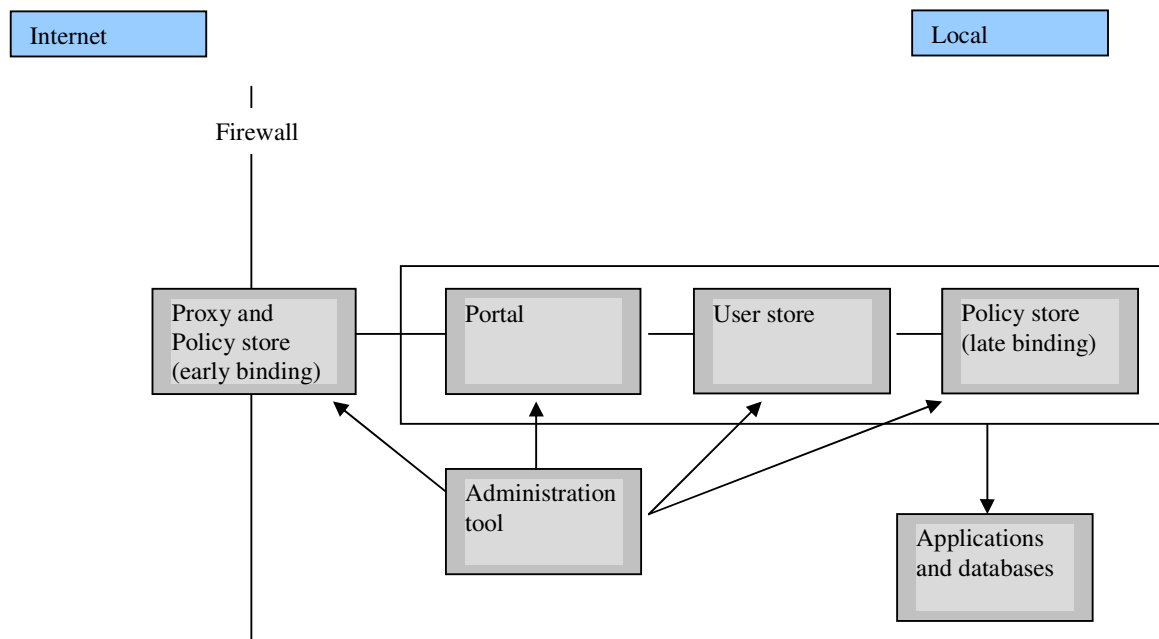 Internet
Local
Firewall
Proxy and
Policy store
(early binding)
Portal
User store
Policy store
(late binding)
Administration
tool
Applications
and databases